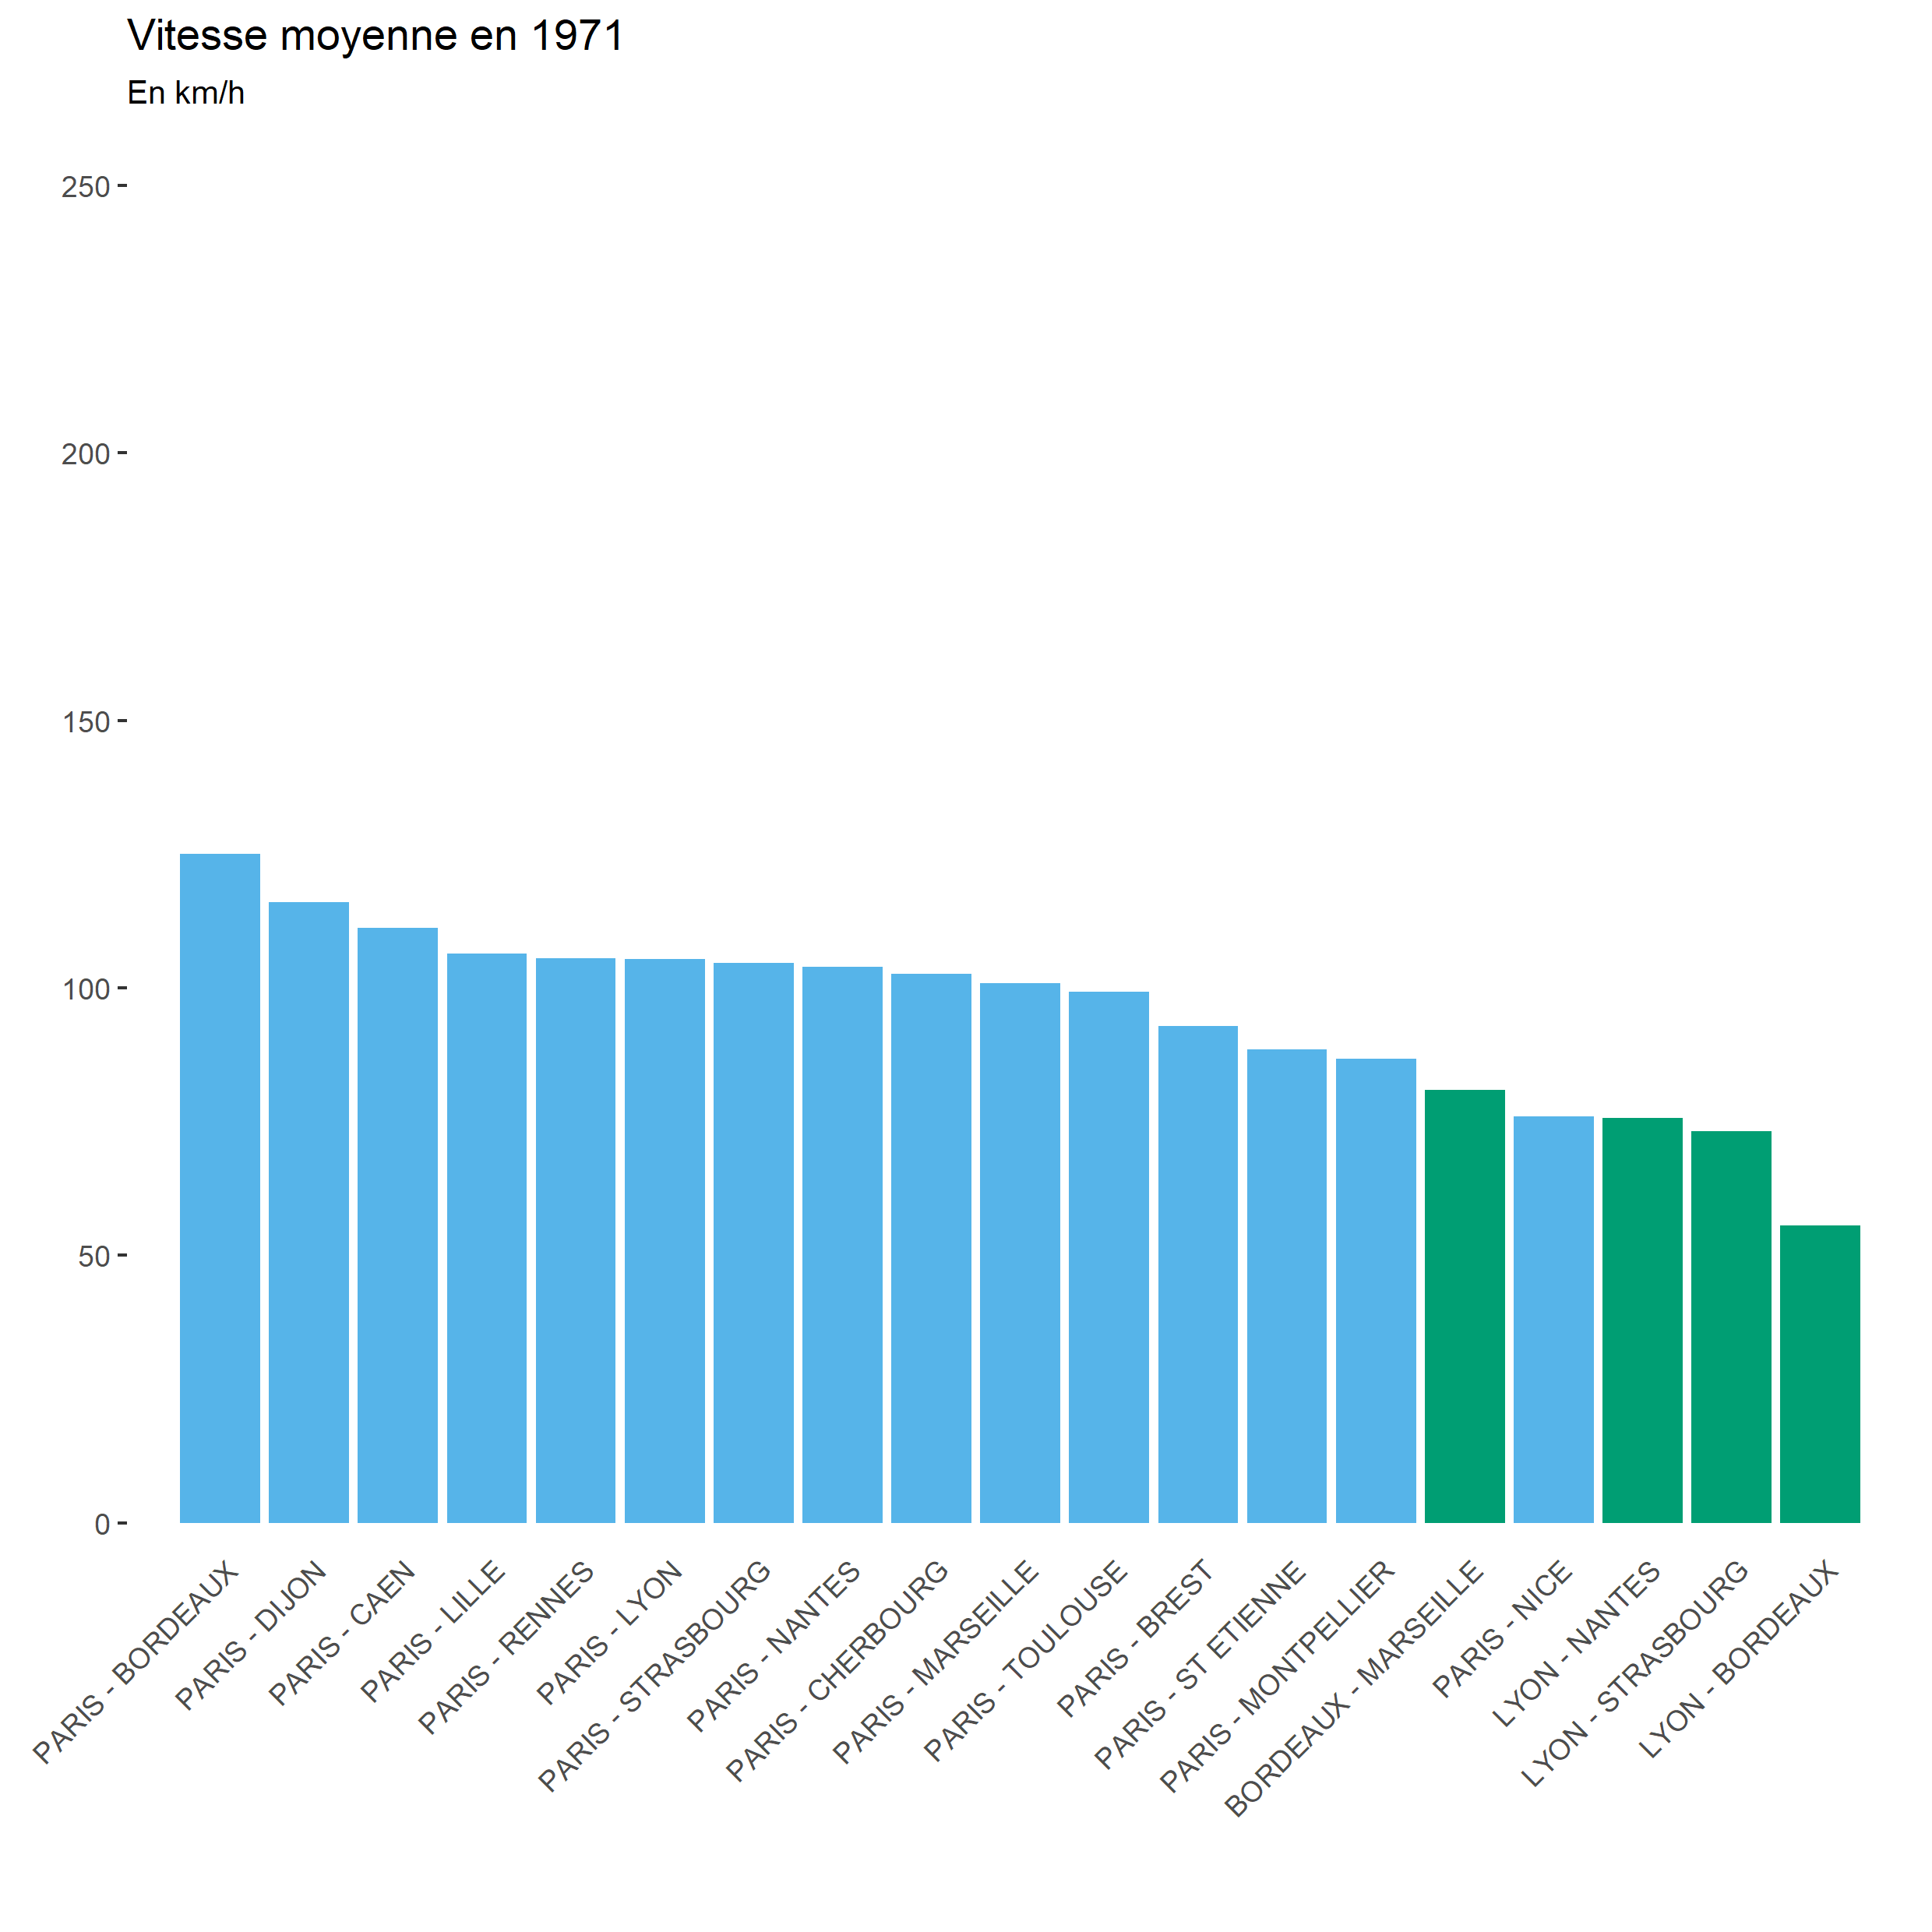 Vitesse moyenne en 1971
En km/h
250
200
150
100
50
0
PARIS - BORDEAUX
PARIS - DIJON
PARIS - CAEN
PARIS - LILLE
PARIS - RENNES
PARIS - LYON
PARIS - STRASBOURG
PARIS - NANTES
PARIS - CHERBOURG
PARIS - MARSEILLE
PARIS - TOULOUSE
PARIS - BREST
PARIS - ST ETIENNE
PARIS - MONTPELLIER
BORDEAUX - MARSEILLE
PARIS - NICE
LYON - NANTES
LYON - STRASBOURG
LYON - BORDEAUX